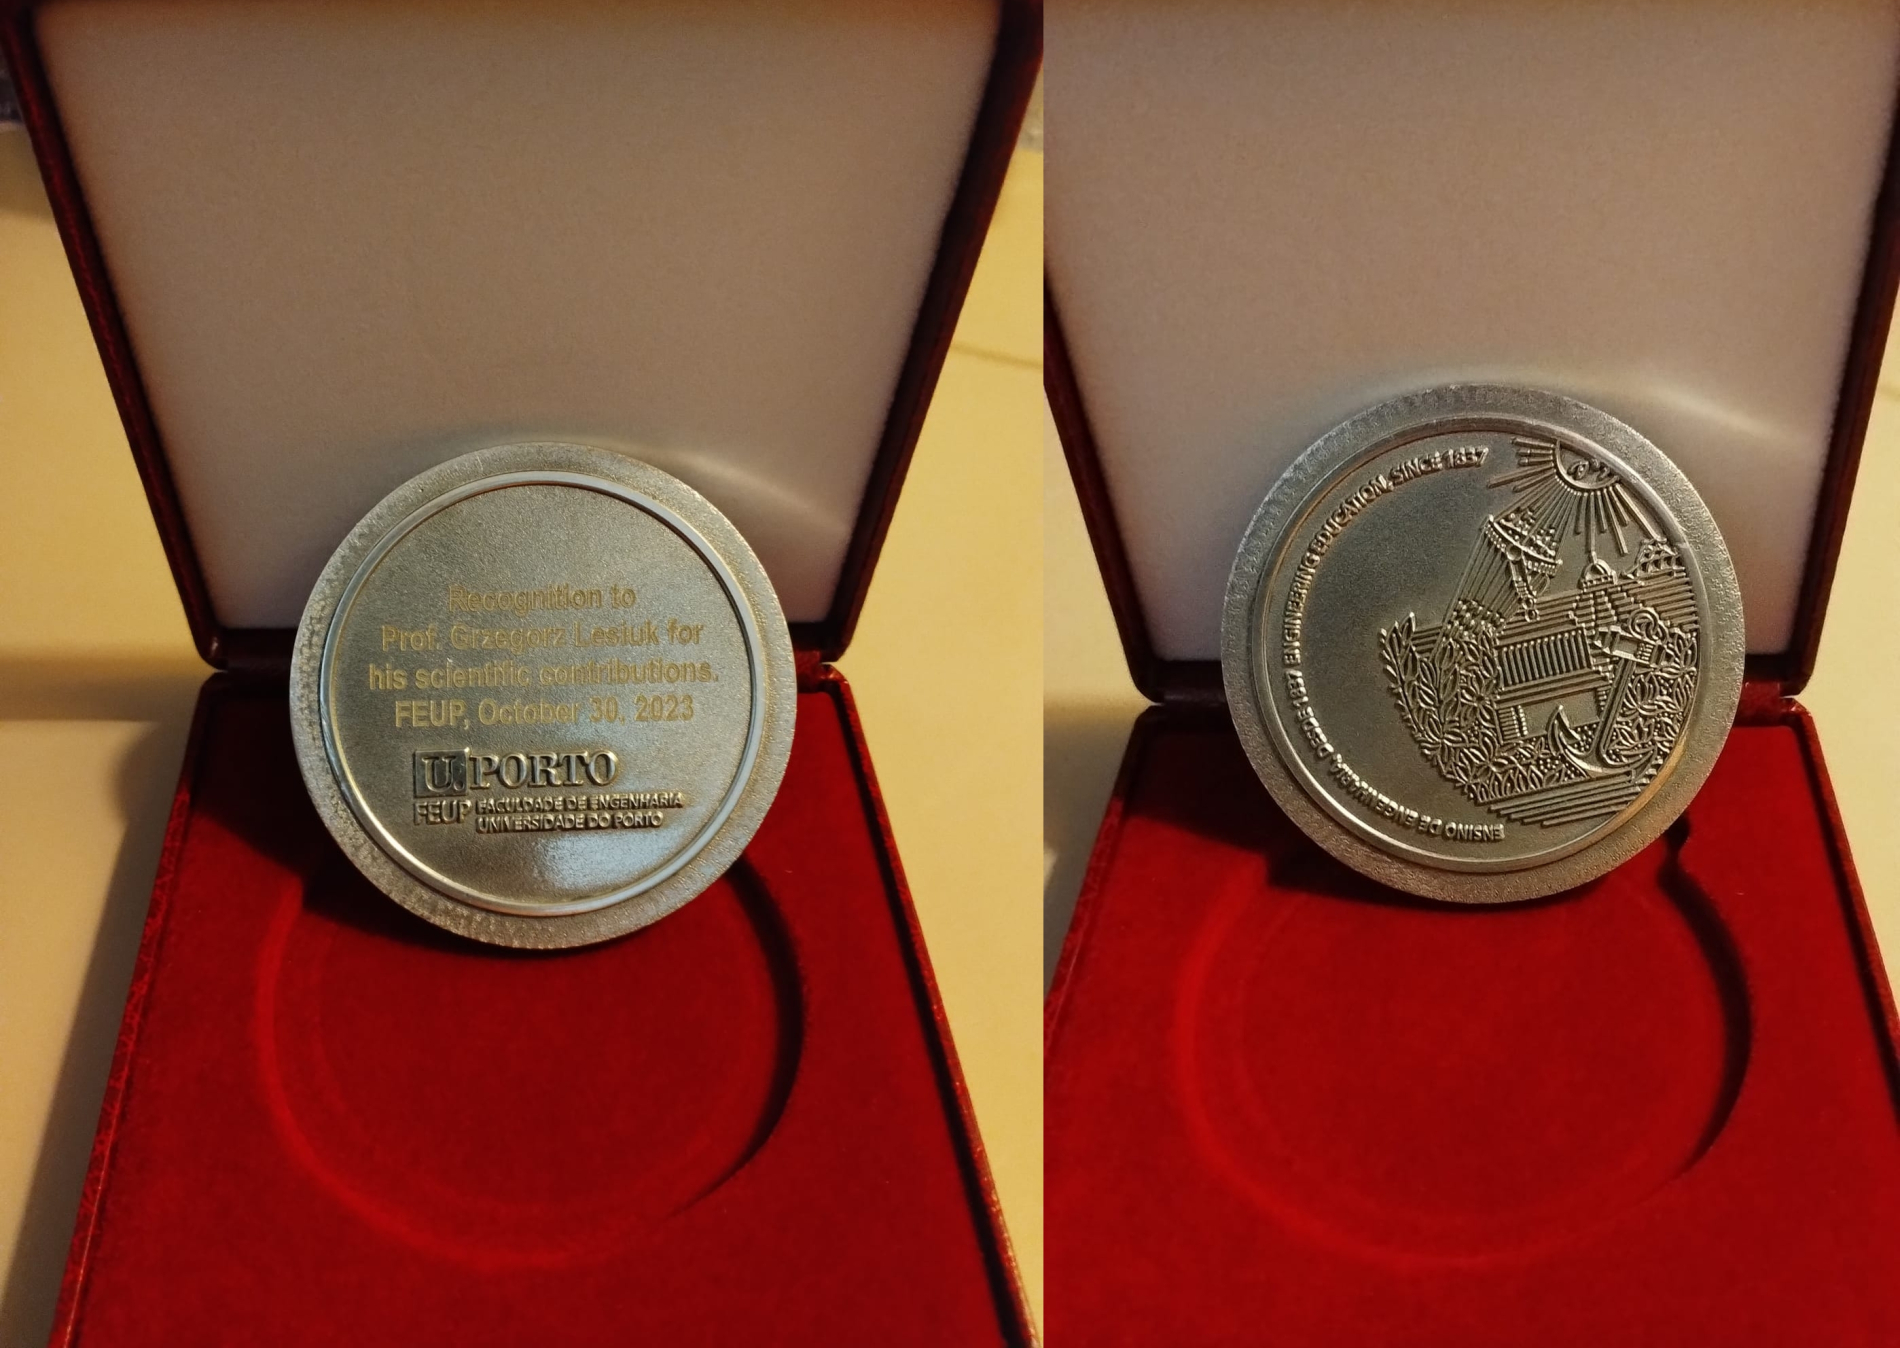 Recognition to
Prof. Grzegorz Lesiuk for
his scientific contributions.
FEUP, October 30, 2023
U.PORTO
FEUP FACULDADE DE ENGENHARIA
UNIVERSIDADE DO PORTO
ENSINO DE ENGENHARIA, DESDE 1837 ENGINEERING EDUCATION, SINCE 1837